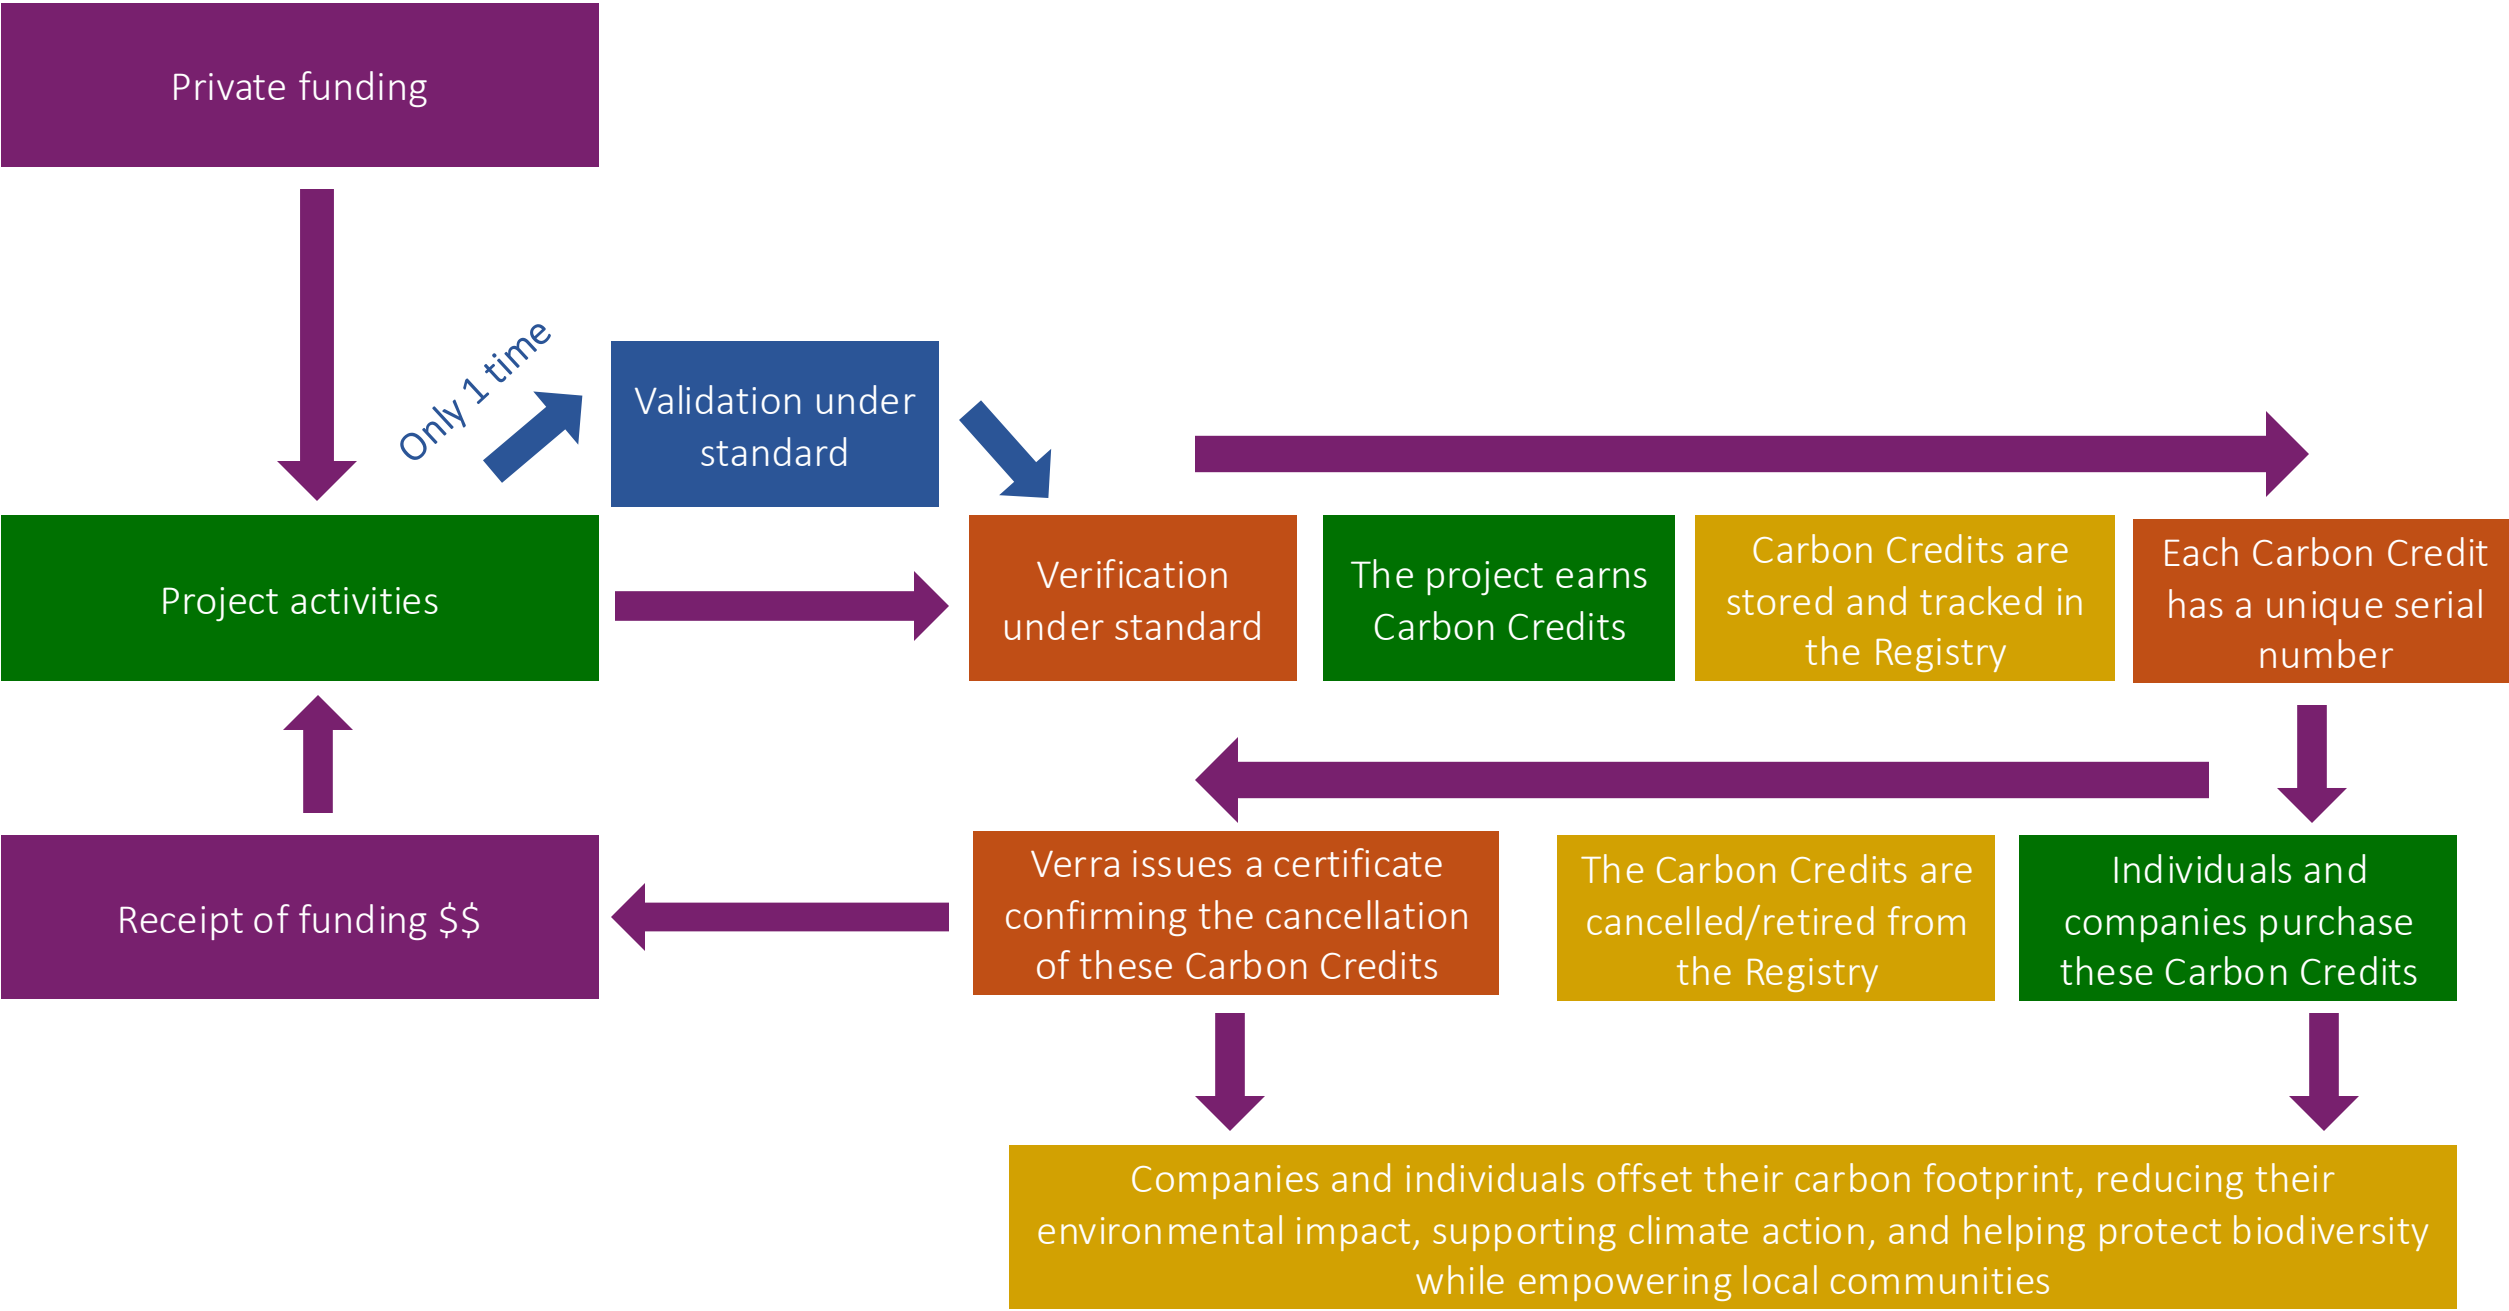 Private funding
Only 1 time
Validation under
standard
Project activities
Verification
under standard
The project earns
Carbon Credits
Carbon Credits are
stored and tracked in
the Registry
Each Carbon Credit
has a unique serial
number
Receipt of funding $$
Verra issues a certificate
confirming the cancellation
of these Carbon Credits
The Carbon Credits are
cancelled/retired from
the Registry
Individuals and
companies purchase
these Carbon Credits
Companies and individuals offset their carbon footprint, reducing their
environmental impact, supporting climate action, and helping protect biodiversity
while empowering local communities